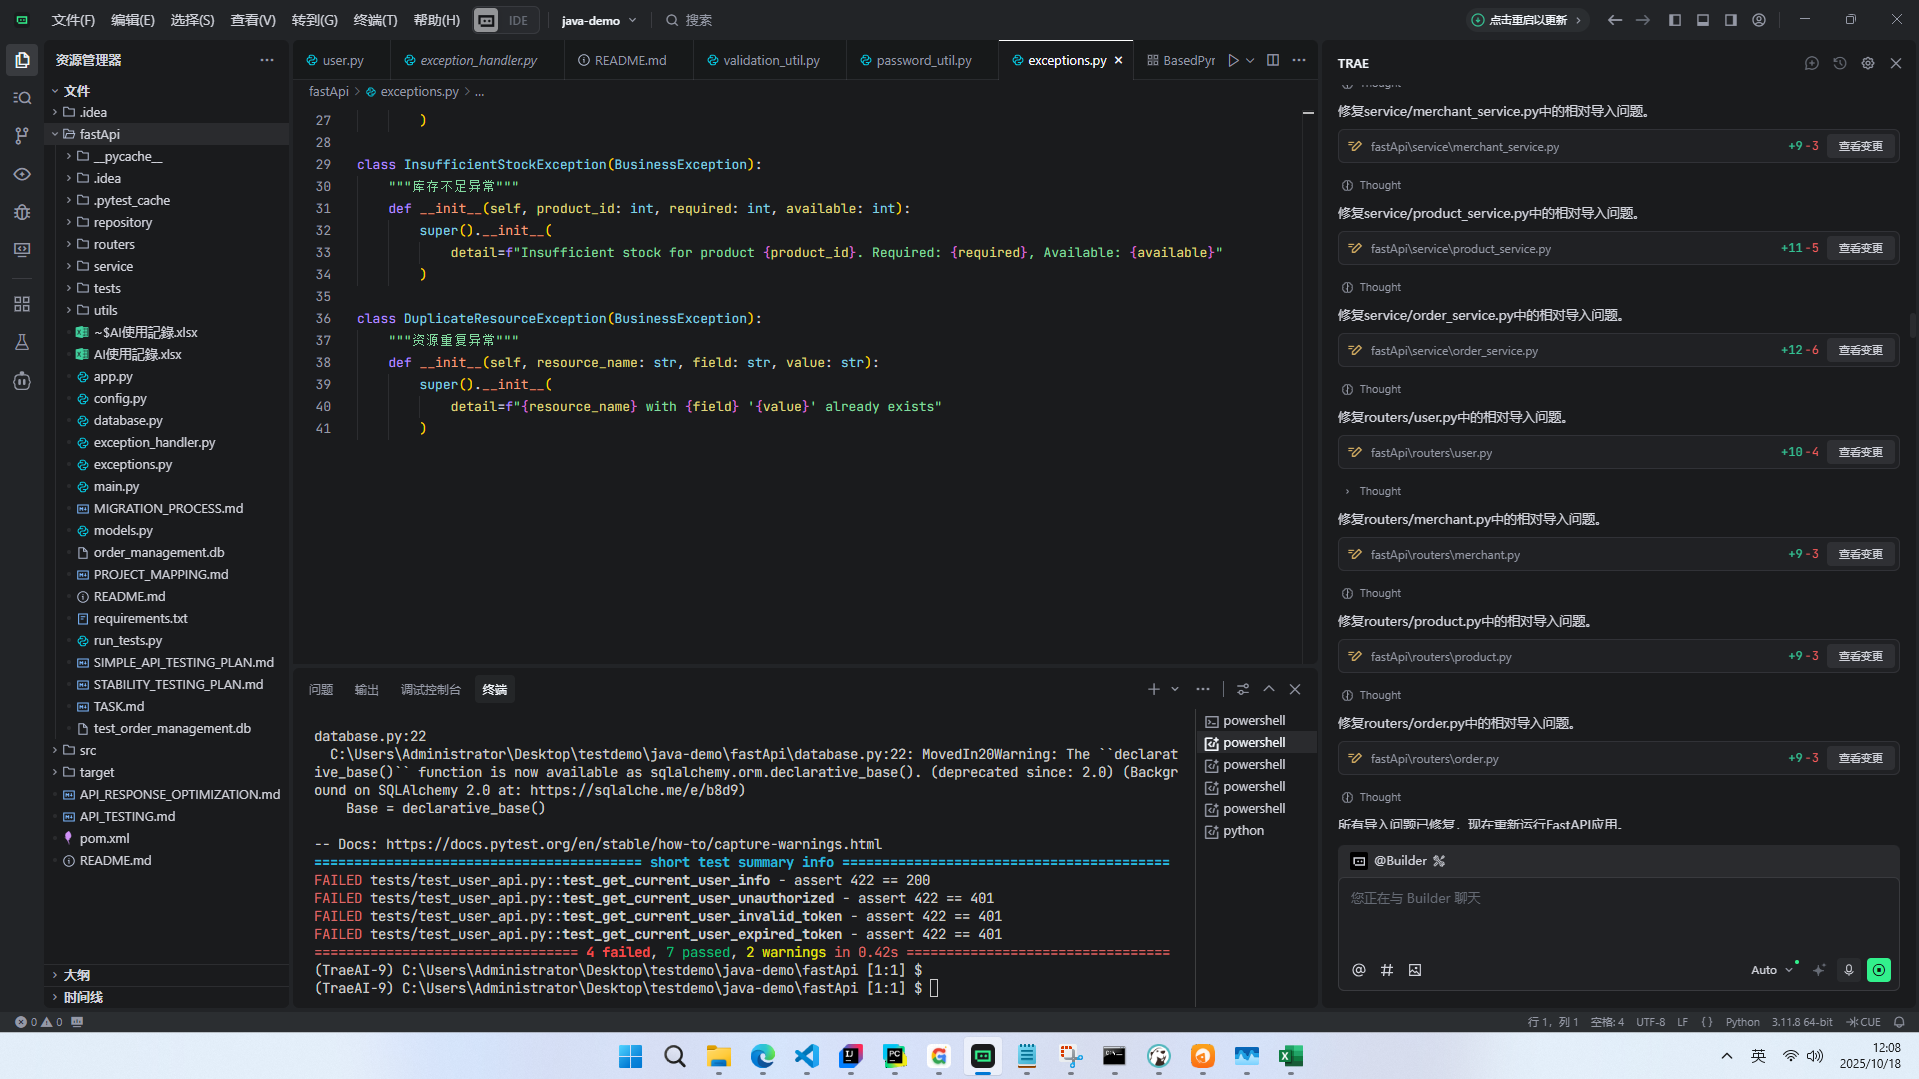 文件(F) 编辑(E) 选择(S) 查看(V) 转到(G) 终端(T) 帮助(H) IDE java-demo 搜索 点击重启以更新
资源管理器
文件
.idea
fastApi
__pycache__
.idea
.pytest_cache
repository
routers
service
tests
utils
~$AI使用記錄.xlsx
AI使用記錄.xlsx
app.py
config.py
database.py
exception_handler.py
exceptions.py
main.py
MIGRATION_PROCESS.md
models.py
order_management.db
PROJECT_MAPPING.md
README.md
requirements.txt
run_tests.py
SIMPLE_API_TESTING_PLAN.md
STABILITY_TESTING_PLAN.md
TASK.md
test_order_management.db
src
target
API_RESPONSE_OPTIMIZATION.md
API_TESTING.md
pom.xml
README.md
大纲
时间线
user.py exception_handler.py README.md validation_util.py password_util.py exceptions.py BasedPyr
fastApi > exceptions.py > ...
27 )
28
29 class InsufficientStockException(BusinessException):
30 """库存不足异常"""
31 def __init__(self, product_id: int, required: int, available: int):
32 super().__init__(
33 detail=f"Insufficient stock for product {product_id}. Required: {required}, Available: {available}"
34 )
35
36 class DuplicateResourceException(BusinessException):
37 """资源重复异常"""
38 def __init__(self, resource_name: str, field: str, value: str):
39 super().__init__(
40 detail=f"{resource_name} with {field} '{value}' already exists"
41 )
问题 输出 调试控制台 终端
database.py:22
C:\Users\Administrator\Desktop\testdemo\java-demo\fastApi\database.py:22: MovedIn20Warning: The ``declarat
ive_base()`` function is now available as sqlalchemy.orm.declarative_base(). (deprecated since: 2.0) (Backgr
ound on SQLAlchemy 2.0 at: https://sqlalche.me/e/b8d9)
Base = declarative_base()
-- Docs: https://docs.pytest.org/en/stable/how-to/capture-warnings.html
========================================= short test summary info =========================================
FAILED tests/test_user_api.py::test_get_current_user_info - assert 422 == 200
FAILED tests/test_user_api.py::test_get_current_user_unauthorized - assert 422 == 401
FAILED tests/test_user_api.py::test_get_current_user_invalid_token - assert 422 == 401
FAILED tests/test_user_api.py::test_get_current_user_expired_token - assert 422 == 401
================================= 4 failed, 7 passed, 2 warnings in 0.42s =================================
(TraeAI-9) C:\Users\Administrator\Desktop\testdemo\java-demo\fastApi [1:1] $
(TraeAI-9) C:\Users\Administrator\Desktop\testdemo\java-demo\fastApi [1:1] $
powershell
powershell
powershell
powershell
powershell
python
TRAE
Thought
修复service/merchant_service.py中的相对导入问题。
fastApi\service\merchant_service.py +9 -3 查看变更
Thought
修复service/product_service.py中的相对导入问题。
fastApi\service\product_service.py +11 -5 查看变更
Thought
修复service/order_service.py中的相对导入问题。
fastApi\service\order_service.py +12 -6 查看变更
Thought
修复routers/user.py中的相对导入问题。
fastApi\routers\user.py +10 -4 查看变更
Thought
修复routers/merchant.py中的相对导入问题。
fastApi\routers\merchant.py +9 -3 查看变更
Thought
修复routers/product.py中的相对导入问题。
fastApi\routers\product.py +9 -3 查看变更
Thought
修复routers/order.py中的相对导入问题。
fastApi\routers\order.py +9 -3 查看变更
Thought
所有导入问题已修复，现在重新运行FastAPI应用。
@Builder
您正在与 Builder 聊天
@ # Auto
0 0 行 1，列 1 空格: 4 UTF-8 LF {} Python 3.11.8 64-bit CUE
英 12:08
2025/10/18